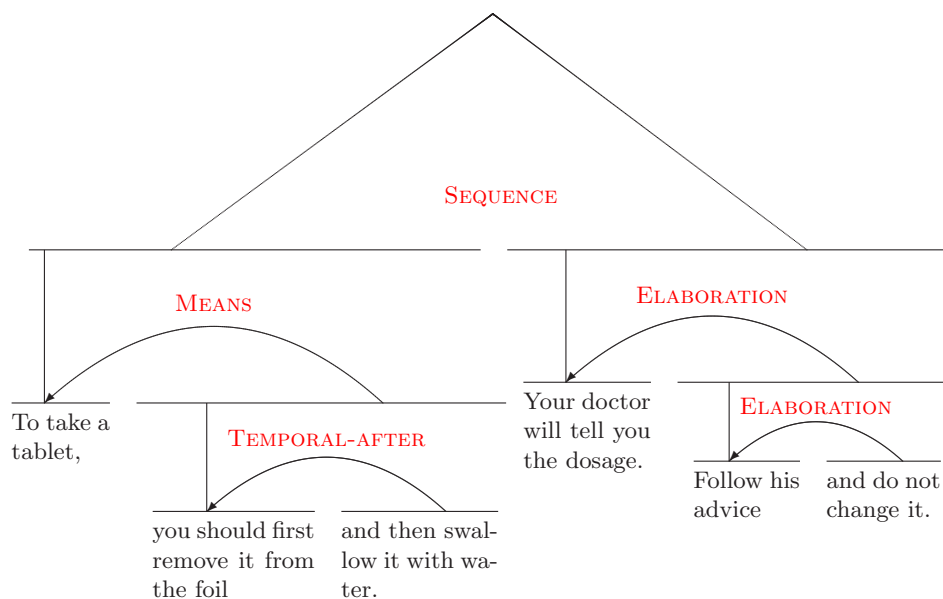 SEQUENCE
MEANS
ELABORATION
To take a
tablet,
TEMPORAL-AFTER
you should first
remove it from
the foil
and then swal-
low it with wa-
ter.
Your doctor
will tell you
the dosage.
ELABORATION
Follow his
advice
and do not
change it.